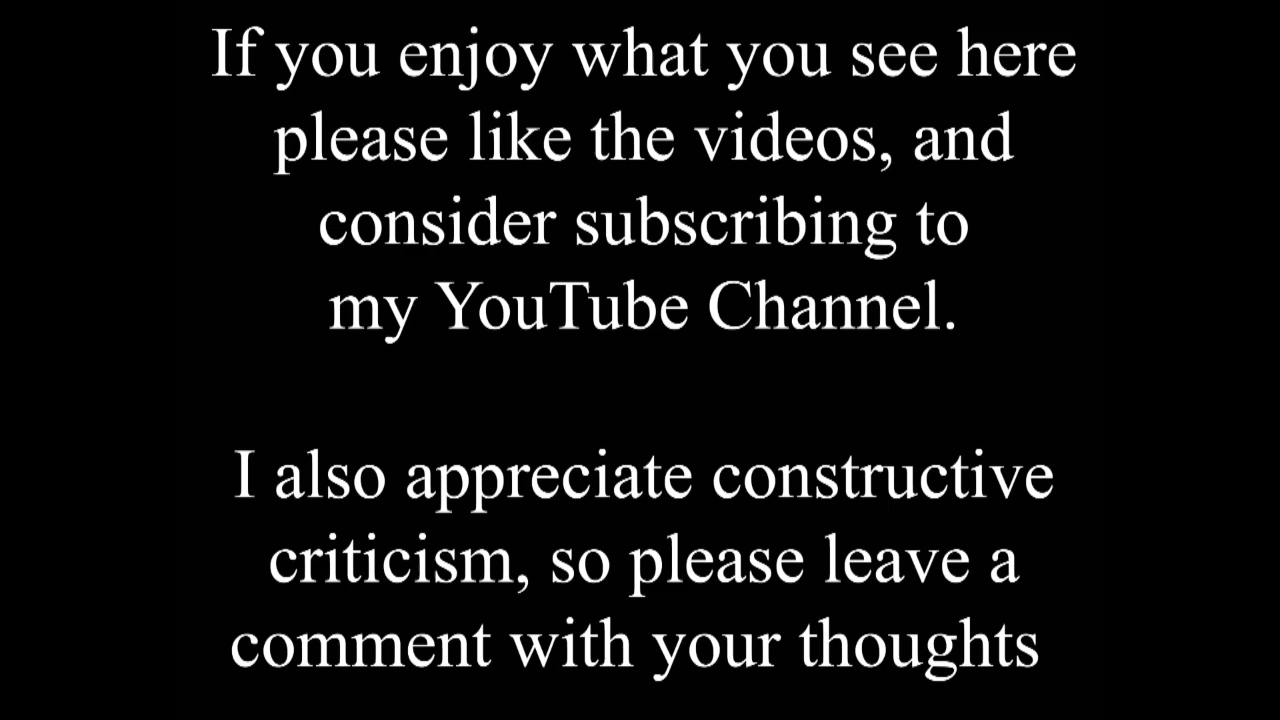 If you enjoy what you see here
please like the videos, and
consider subscribing to
my YouTube Channel.
I also appreciate constructive
criticism, so please leave a
comment with your thoughts